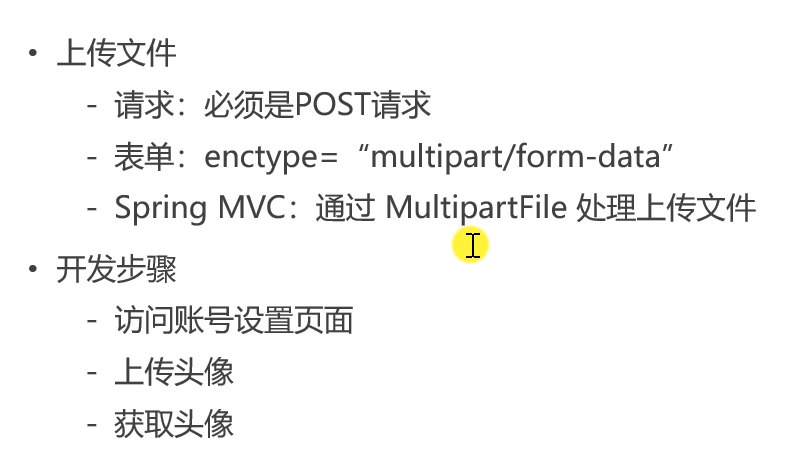 • 上传文件
- 请求：必须是POST请求
- 表单：enctype=“multipart/form-data”
- Spring MVC：通过 MultipartFile 处理上传文件
• 开发步骤
- 访问账号设置页面
- 上传头像
- 获取头像